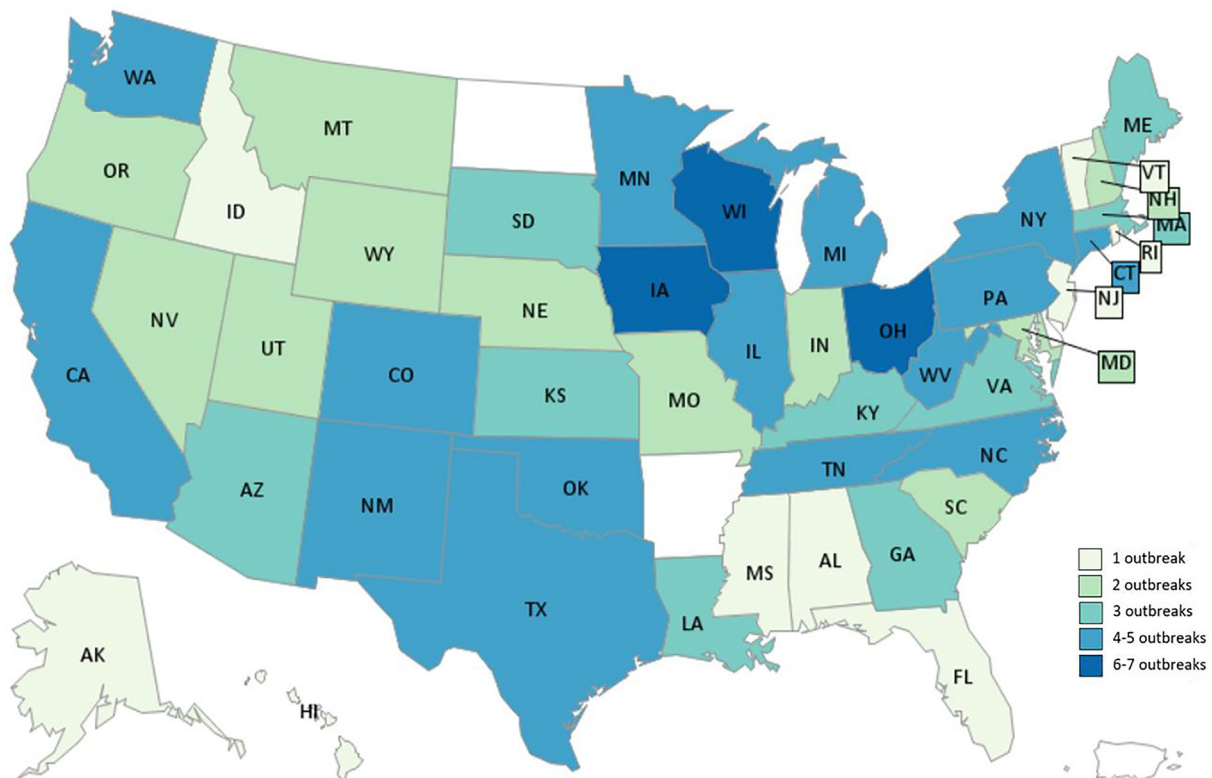 WA
MT
ME
OR
MN
VT
ID
WI
NH
SD
NY
MA
WY
MI
RI
CT
IA
PA
NJ
NE
NV
OH
UT
IL
IN
MD
CA
CO
WV
VA
KS
MO
KY
NC
TN
AZ
OK
NM
SC
GA
AL
MS
1 outbreak
2 outbreaks
TX
3 outbreaks
LA
4-5 outbreaks
AK
6-7 outbreaks
FL
HI